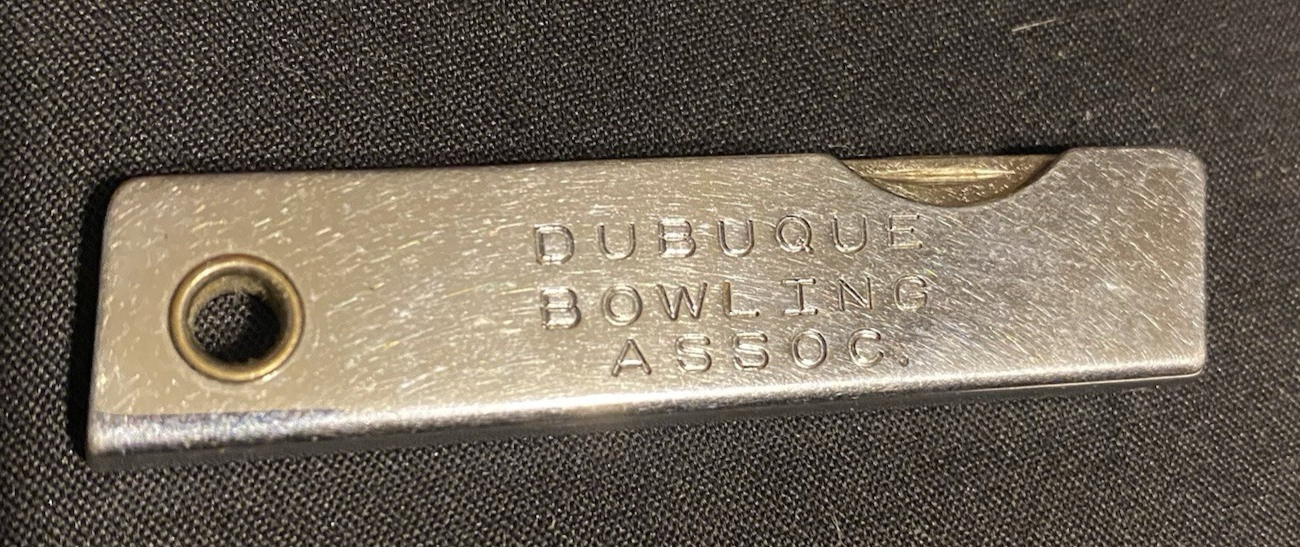 DUBUQUE
BOWLING
ASSOC.